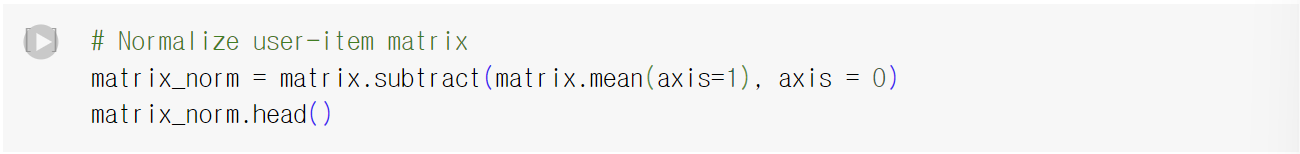 # Normalize user-item matrix
matrix_norm = matrix.subtract(matrix.mean(axis=1), axis = 0)
matrix_norm.head()